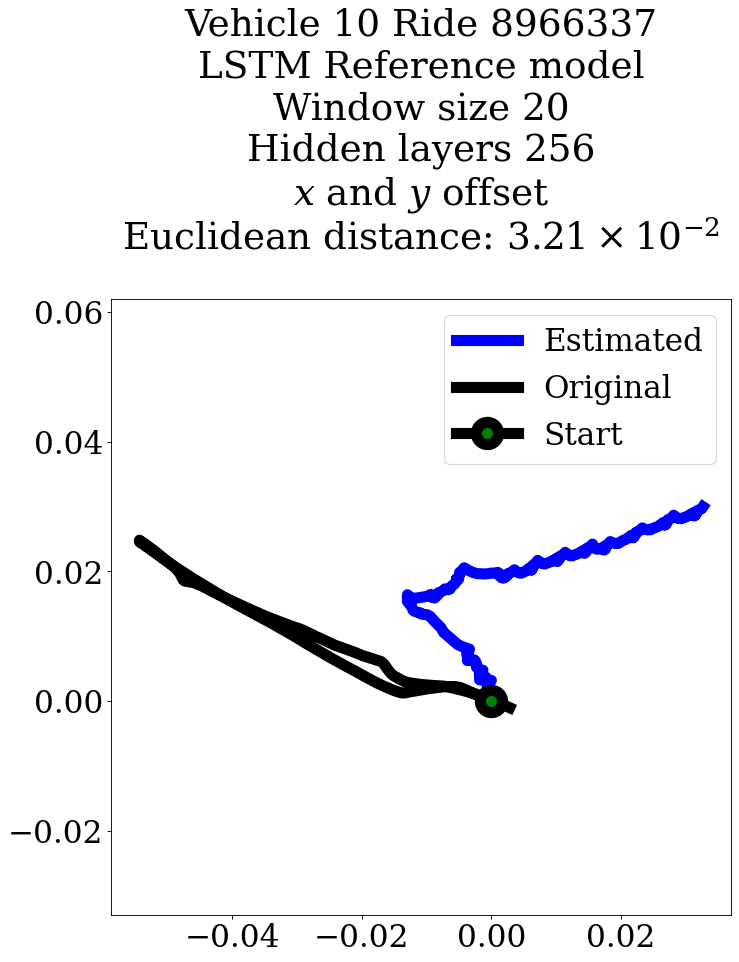 Vehicle 10 Ride 8966337
LSTM Reference model
Window size 20
Hidden layers 256
x and y offset
Euclidean distance: 3.21 × 10⁻²
0.06
0.04
0.02
0.00
−0.02
Estimated
Original
Start
−0.04
−0.02
0.00
0.02